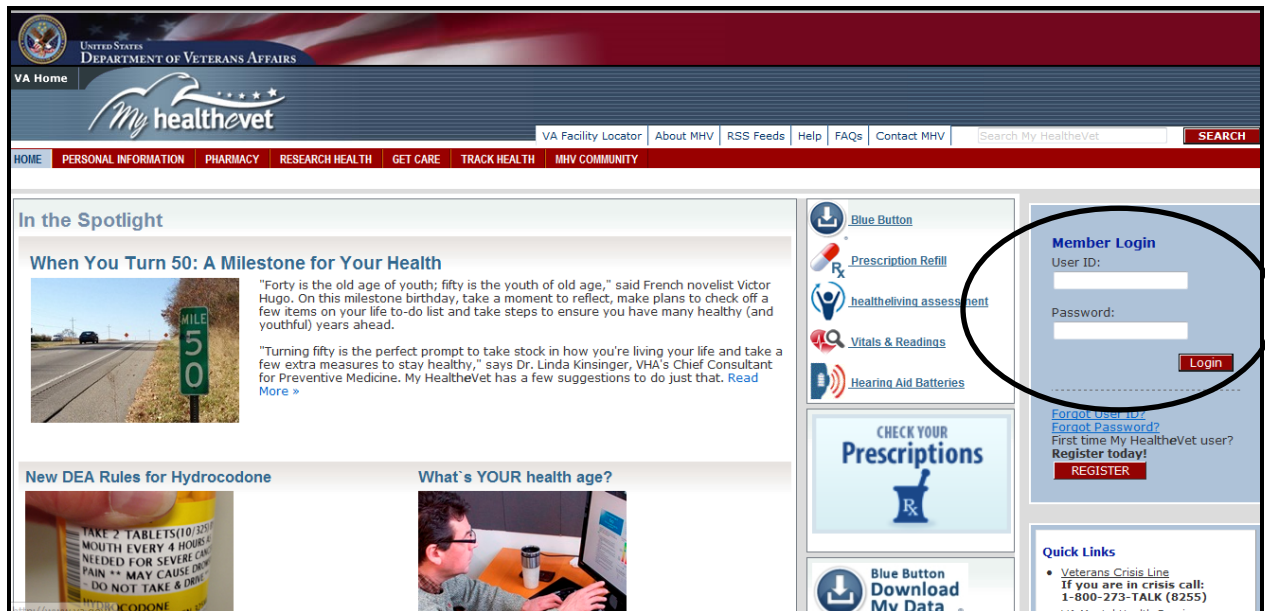 UNITED STATES
DEPARTMENT OF VETERANS AFFAIRS
VA Home
My healthevet
VA Facility Locator About MHV RSS Feeds Help FAQs Contact MHV Search My HealtheVet SEARCH
HOME PERSONAL INFORMATION PHARMACY RESEARCH HEALTH GET CARE TRACK HEALTH MHV COMMUNITY
In the Spotlight
When You Turn 50: A Milestone for Your Health
"Forty is the old age of youth; fifty is the youth of old age," said French novelist Victor
Hugo. On this milestone birthday, take a moment to reflect, make plans to check off a
few items on your life to-do list and take steps to ensure you have many healthy (and
youthful) years ahead.
"Turning fifty is the perfect prompt to take stock in how you're living your life and take a
few extra measures to stay healthy," says Dr. Linda Kinsinger, VHA's Chief Consultant
for Preventive Medicine. My HealtheVet has a few suggestions to do just that. Read
More »
MILE
5
0
New DEA Rules for Hydrocodone
TAKE 2 TABLETS(10/325)
MOUTH EVERY 4 HOURS
NEEDED FOR SEVERE
PAIN ** MAY CAUSE
- DO NOT TAKE & DRIVE
HYDROCODONE
What`s YOUR health age?
Blue Button
Rx
Prescription Refill
healtheliving assessment
Vitals & Readings
Hearing Aid Batteries
CHECK YOUR
Prescriptions
Rx
Blue Button
Download
My Data
Member Login
User ID:
Password:
Login
Forgot User ID?
Forgot Password?
First time My HealtheVet user?
Register today!
REGISTER
Quick Links
• Veterans Crisis Line
If you are in crisis call:
1-800-273-TALK (8255)